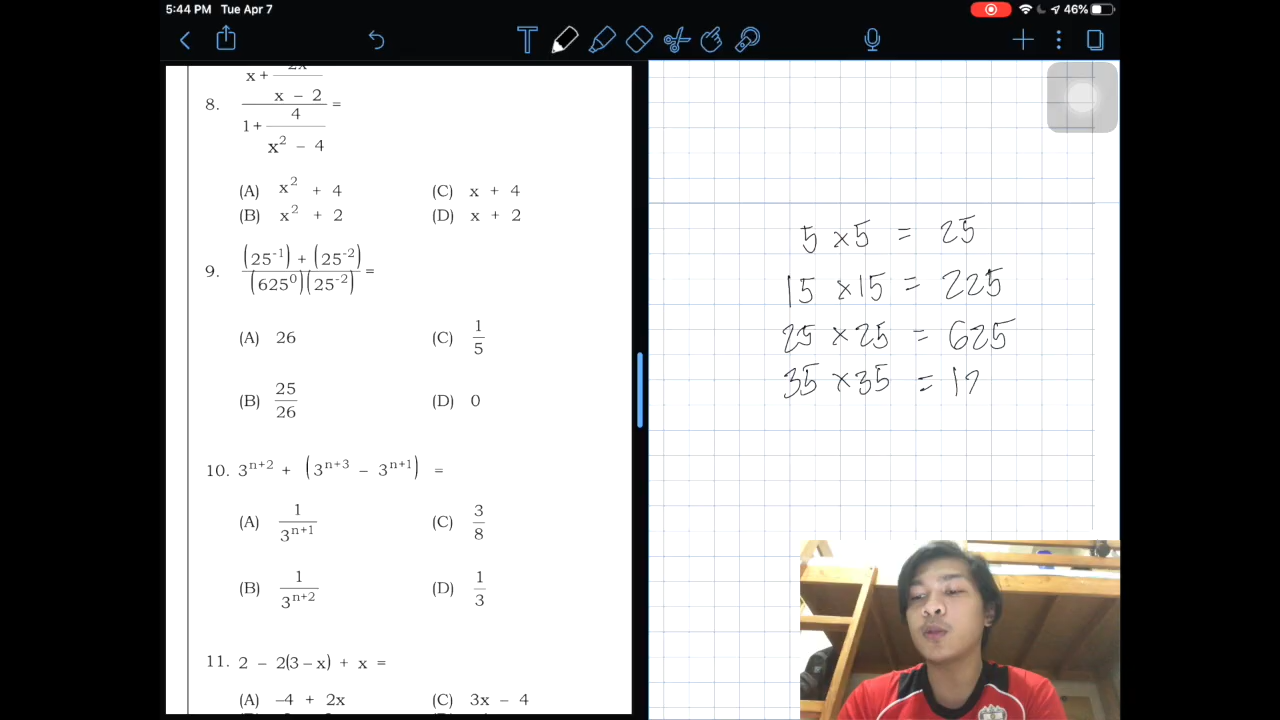 5:44 PM Tue Apr 7
46%
T
2x
x +
x - 2
8. =
4
1+
x² - 4
(A) x² + 4 (C) x + 4
(B) x² + 2 (D) x + 2
(25⁻¹) + (25⁻²)
9. =
(625⁰)(25⁻²)
(A) 26 (C) 1/5
(B) 25/26 (D) 0
10. 3ⁿ⁺² + (3ⁿ⁺³ - 3ⁿ⁺¹) =
(A) 1/3ⁿ⁺¹ (C) 3/8
(B) 1/3ⁿ⁺² (D) 1/3
11. 2 - 2(3 - x) + x =
(A) -4 + 2x (C) 3x - 4
5 × 5 = 25
15 × 15 = 225
25 × 25 = 625
35 × 35 = 12